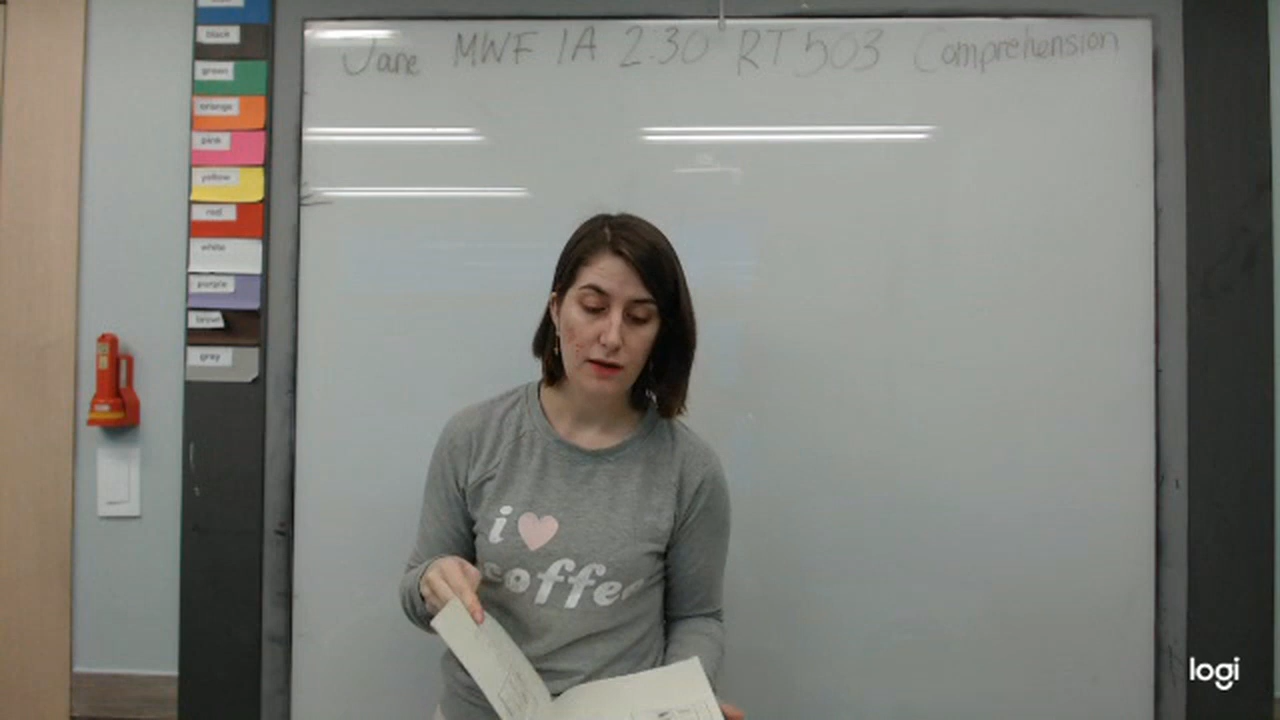 Jane MWF 1A 2:30 RT 503 Comprehension
black
green
orange
pink
yellow
red
white
purple
brown
gray
i
coffee
logi